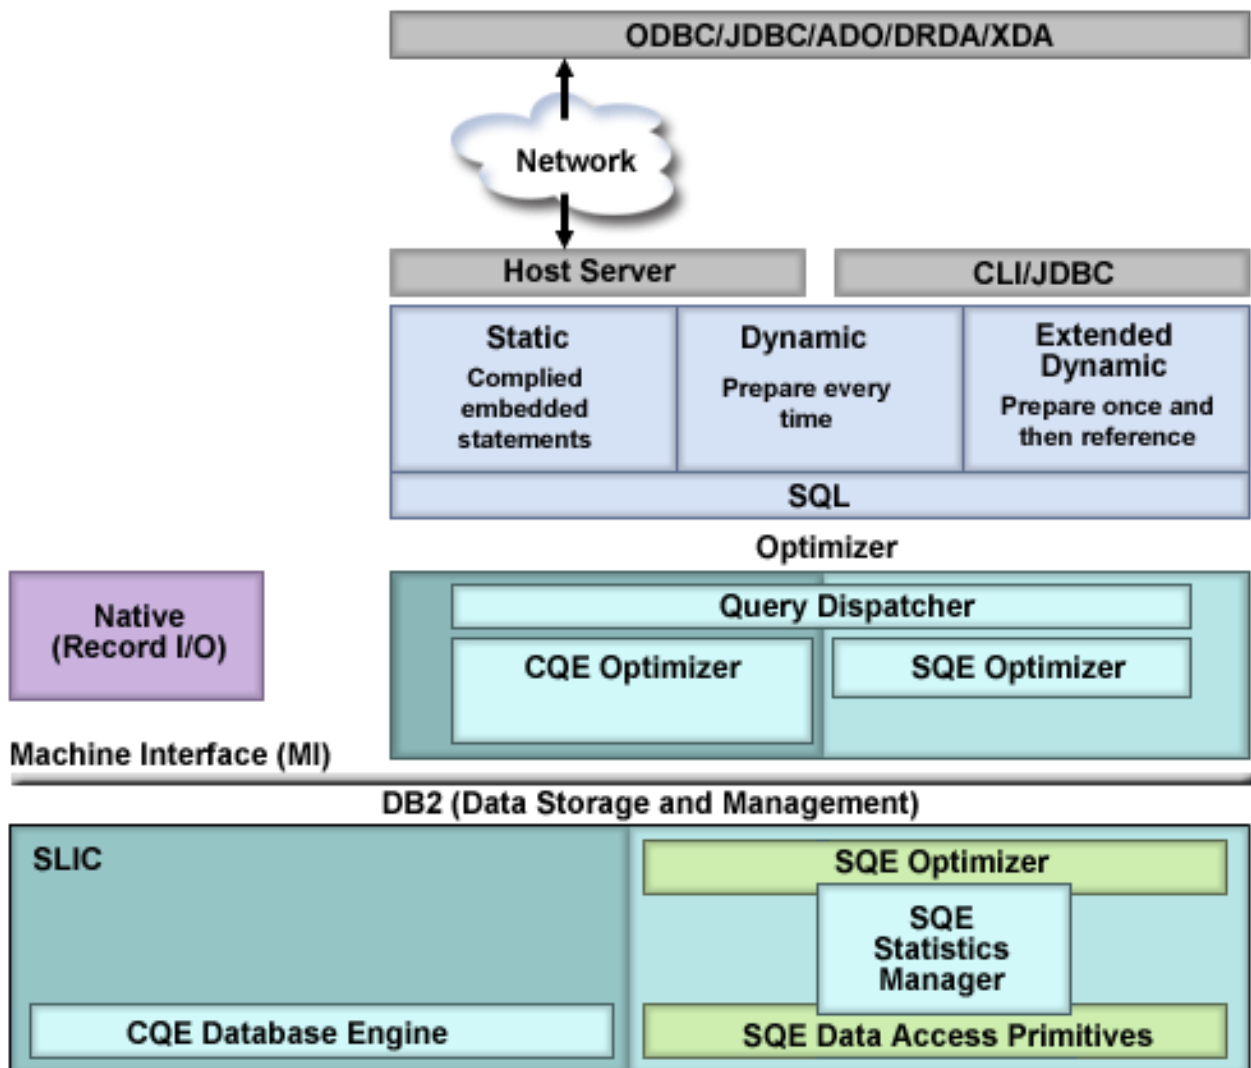 ODBC/JDBC/ADO/DRDA/XDA
Network
Host Server
CLI/JDBC
Static
Complied
embedded
statements
Dynamic
Prepare every
time
Extended
Dynamic
Prepare once and
then reference
SQL
Optimizer
Native
(Record I/O)
Query Dispatcher
CQE Optimizer
SQE Optimizer
Machine Interface (MI)
DB2 (Data Storage and Management)
SLIC
SQE Optimizer
SQE
Statistics
Manager
CQE Database Engine
SQE Data Access Primitives